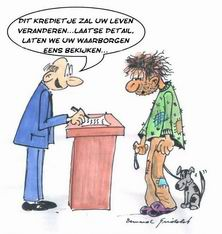 DIT KREDIETJE ZAL UW LEVEN
VERANDEREN...LAATSTE DETAIL,
LATEN WE UW WAARBORGEN
EENS BEKIJKEN...